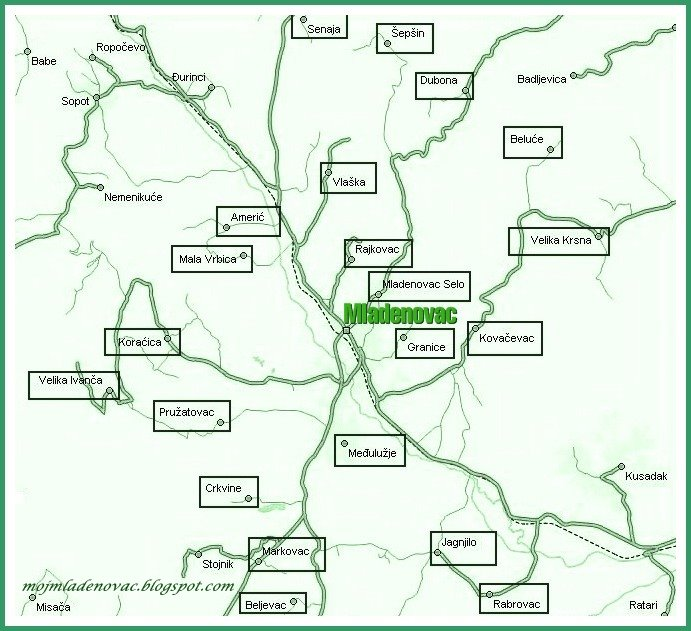 Senaja
Šepšin
Ropočevo
Babe
Đurinci
Dubona
Badljevica
Sopot
Beluće
Vlaška
Nemenikuće
Americ
Velika Krsna
Rajkovac
Mala Vrbica
Mladenovac Selo
Mladenovac
Koraćica
Granice
Kovačevac
Velika Ivanča
Pružatovac
Međulužje
Kusadak
Crkvine
Jagnjilo
Markovac
Stojnik
mojmladenovac.blogspot.com
Misača
Beljevac
Rabrovac
Ratari